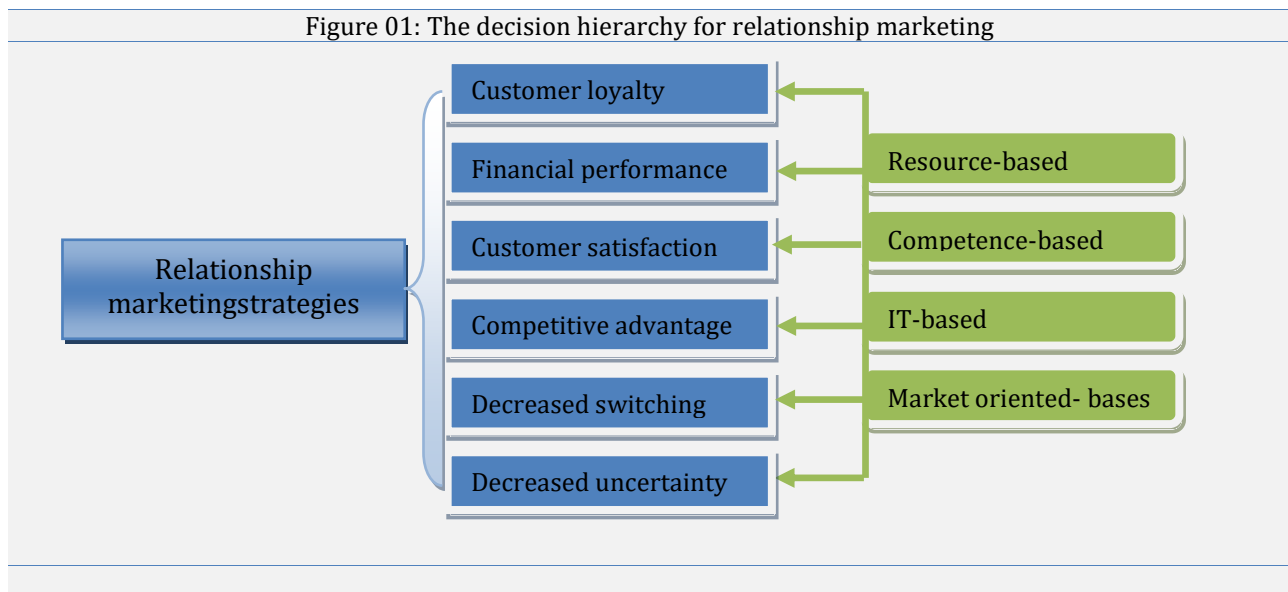 Figure 01: The decision hierarchy for relationship marketing
Relationship
marketingstrategies
Customer loyalty
Financial performance
Customer satisfaction
Competitive advantage
Decreased switching
Decreased uncertainty
Resource-based
Competence-based
IT-based
Market oriented- bases